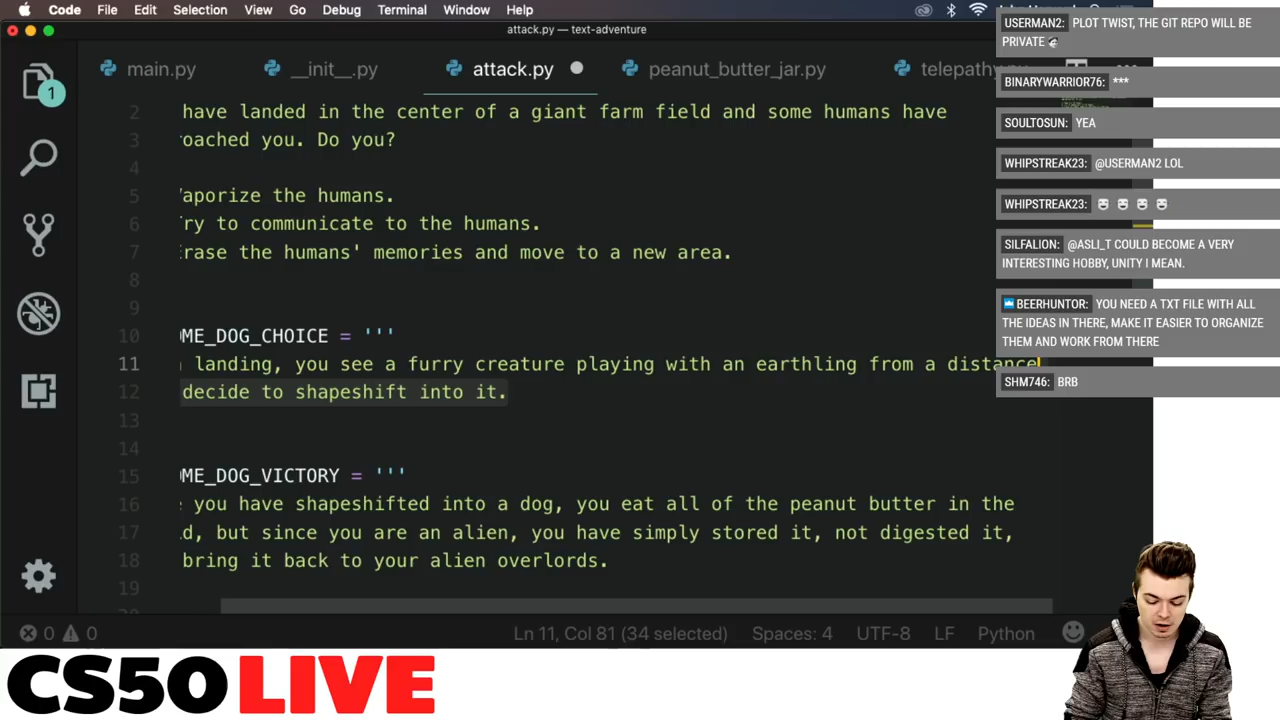 Code File Edit Selection View Go Debug Terminal Window Help
attack.py — text-adventure
1
main.py
__init__.py
attack.py
peanut_butter_jar.py
2 have landed in the center of a giant farm field and some humans have
3 roached you. Do you?
4
5 Vaporize the humans.
6 Try to communicate to the humans.
7 Erase the humans' memories and move to a new area.
8
9
10 OME_DOG_CHOICE = '''
11 landing, you see a furry creature playing with an earthling from a distance
12 decide to shapeshift into it.
13
14
15 OME_DOG_VICTORY = '''
16 e you have shapeshifted into a dog, you eat all of the peanut butter in the
17 ld, but since you are an alien, you have simply stored it, not digested it,
18 bring it back to your alien overlords.
19
0 0 Ln 11, Col 81 (34 selected) Spaces: 4 UTF-8 LF Python
USERMAN2: PLOT TWIST, THE GIT REPO WILL BE
PRIVATE
BINARYWARRIOR76: ***
SOULTOSUN: YEA
WHIPSTREAK23: @USERMAN2 LOL
WHIPSTREAK23:
SILFALION: @ASLI_T COULD BECOME A VERY
INTERESTING HOBBY, UNITY I MEAN.
BEERHUNTOR: YOU NEED A TXT FILE WITH ALL
THE IDEAS IN THERE, MAKE IT EASIER TO ORGANIZE
THEM AND WORK FROM THERE
SHM746: BRB
CS50 LIVE